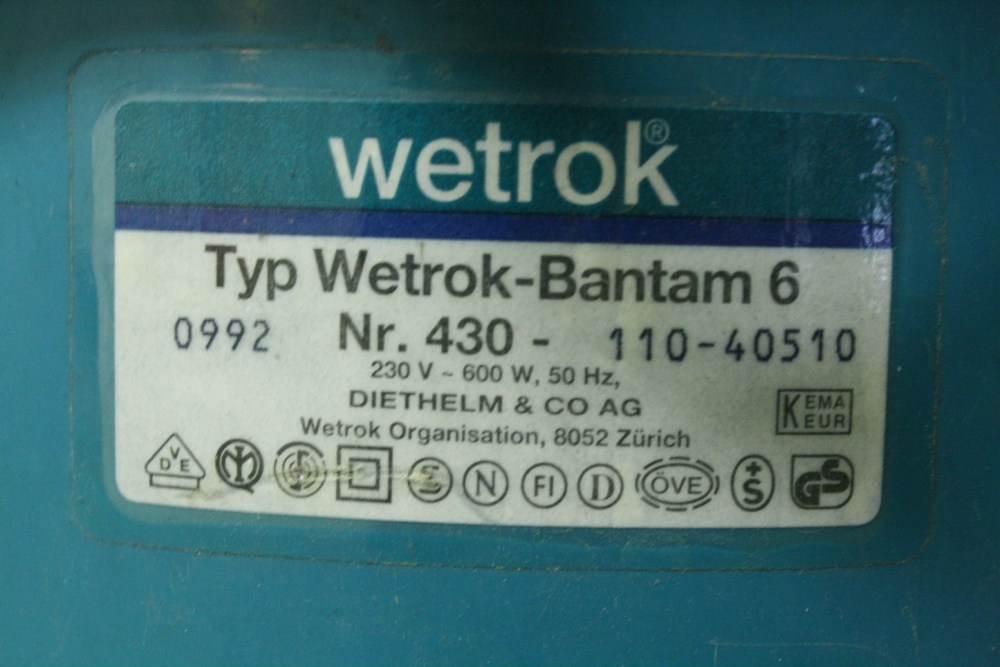 wetrok®
Typ Wetrok-Bantam 6
0992 Nr. 430 - 110-40510
230 V ~ 600 W, 50 Hz,
DIETHELM & CO AG
Wetrok Organisation, 8052 Zürich
KEMA
KEUR
DVE S N FI D ÖVE +S GS